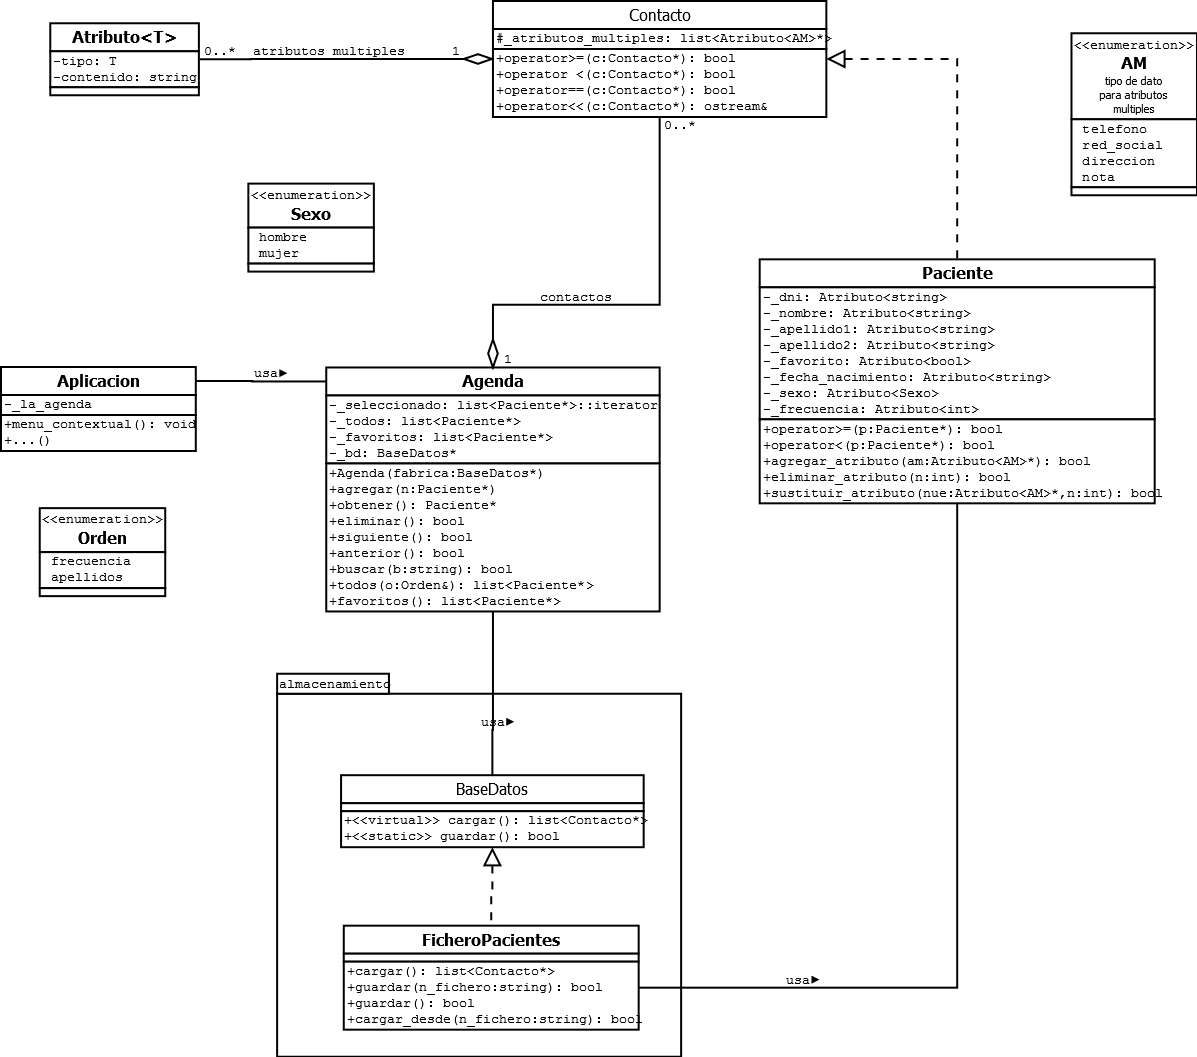 Contacto
#_atributos_multiples: list<Atributo<AM>*>
+operator>=(c:Contacto*): bool
+operator <(c:Contacto*): bool
+operator==(c:Contacto*): bool
+operator<<(c:Contacto*): ostream&
Atributo<T>
-tipo: T
-contenido: string
0..* atributos multiples 1
0..*
<<enumeration>>
AM
tipo de dato
para atributos
multiples
telefono
red_social
direccion
nota
<<enumeration>>
Sexo
hombre
mujer
contactos
1
Paciente
-_dni: Atributo<string>
-_nombre: Atributo<string>
-_apellido1: Atributo<string>
-_apellido2: Atributo<string>
-_favorito: Atributo<bool>
-_fecha_nacimiento: Atributo<string>
-_sexo: Atributo<Sexo>
-_frecuencia: Atributo<int>
+operator>=(p:Paciente*): bool
+operator<(p:Paciente*): bool
+agregar_atributo(am:Atributo<AM>*): bool
+eliminar_atributo(n:int): bool
+sustituir_atributo(nue:Atributo<AM>*,n:int): bool
Aplicacion
-_la_agenda
+menu_contextual(): void
+...()
usa►
Agenda
-_seleccionado: list<Paciente*>::iterator
-_todos: list<Paciente*>
-_favoritos: list<Paciente*>
-_bd: BaseDatos*
+Agenda(fabrica:BaseDatos*)
+agregar(n:Paciente*)
+obtener(): Paciente*
+eliminar(): bool
+siguiente(): bool
+anterior(): bool
+buscar(b:string): bool
+todos(o:Orden&): list<Paciente*>
+favoritos(): list<Paciente*>
<<enumeration>>
Orden
frecuencia
apellidos
almacenamiento
usa►
BaseDatos
+<<virtual>> cargar(): list<Contacto*>
+<<static>> guardar(): bool
FicheroPacientes
+cargar(): list<Contacto*>
+guardar(n_fichero:string): bool
+guardar(): bool
+cargar_desde(n_fichero:string): bool
usa►